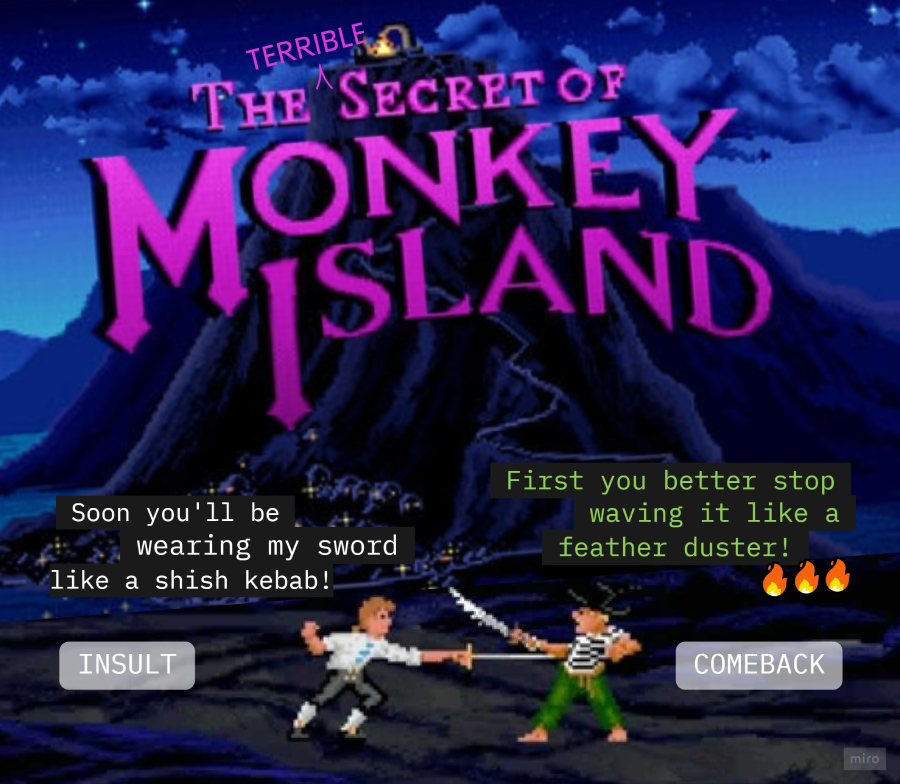 TERRIBLE
THE SECRET OF
MONKEY
ISLAND
Soon you'll be
wearing my sword
like a shish kebab!
First you better stop
waving it like a
feather duster!
INSULT
COMEBACK
miro